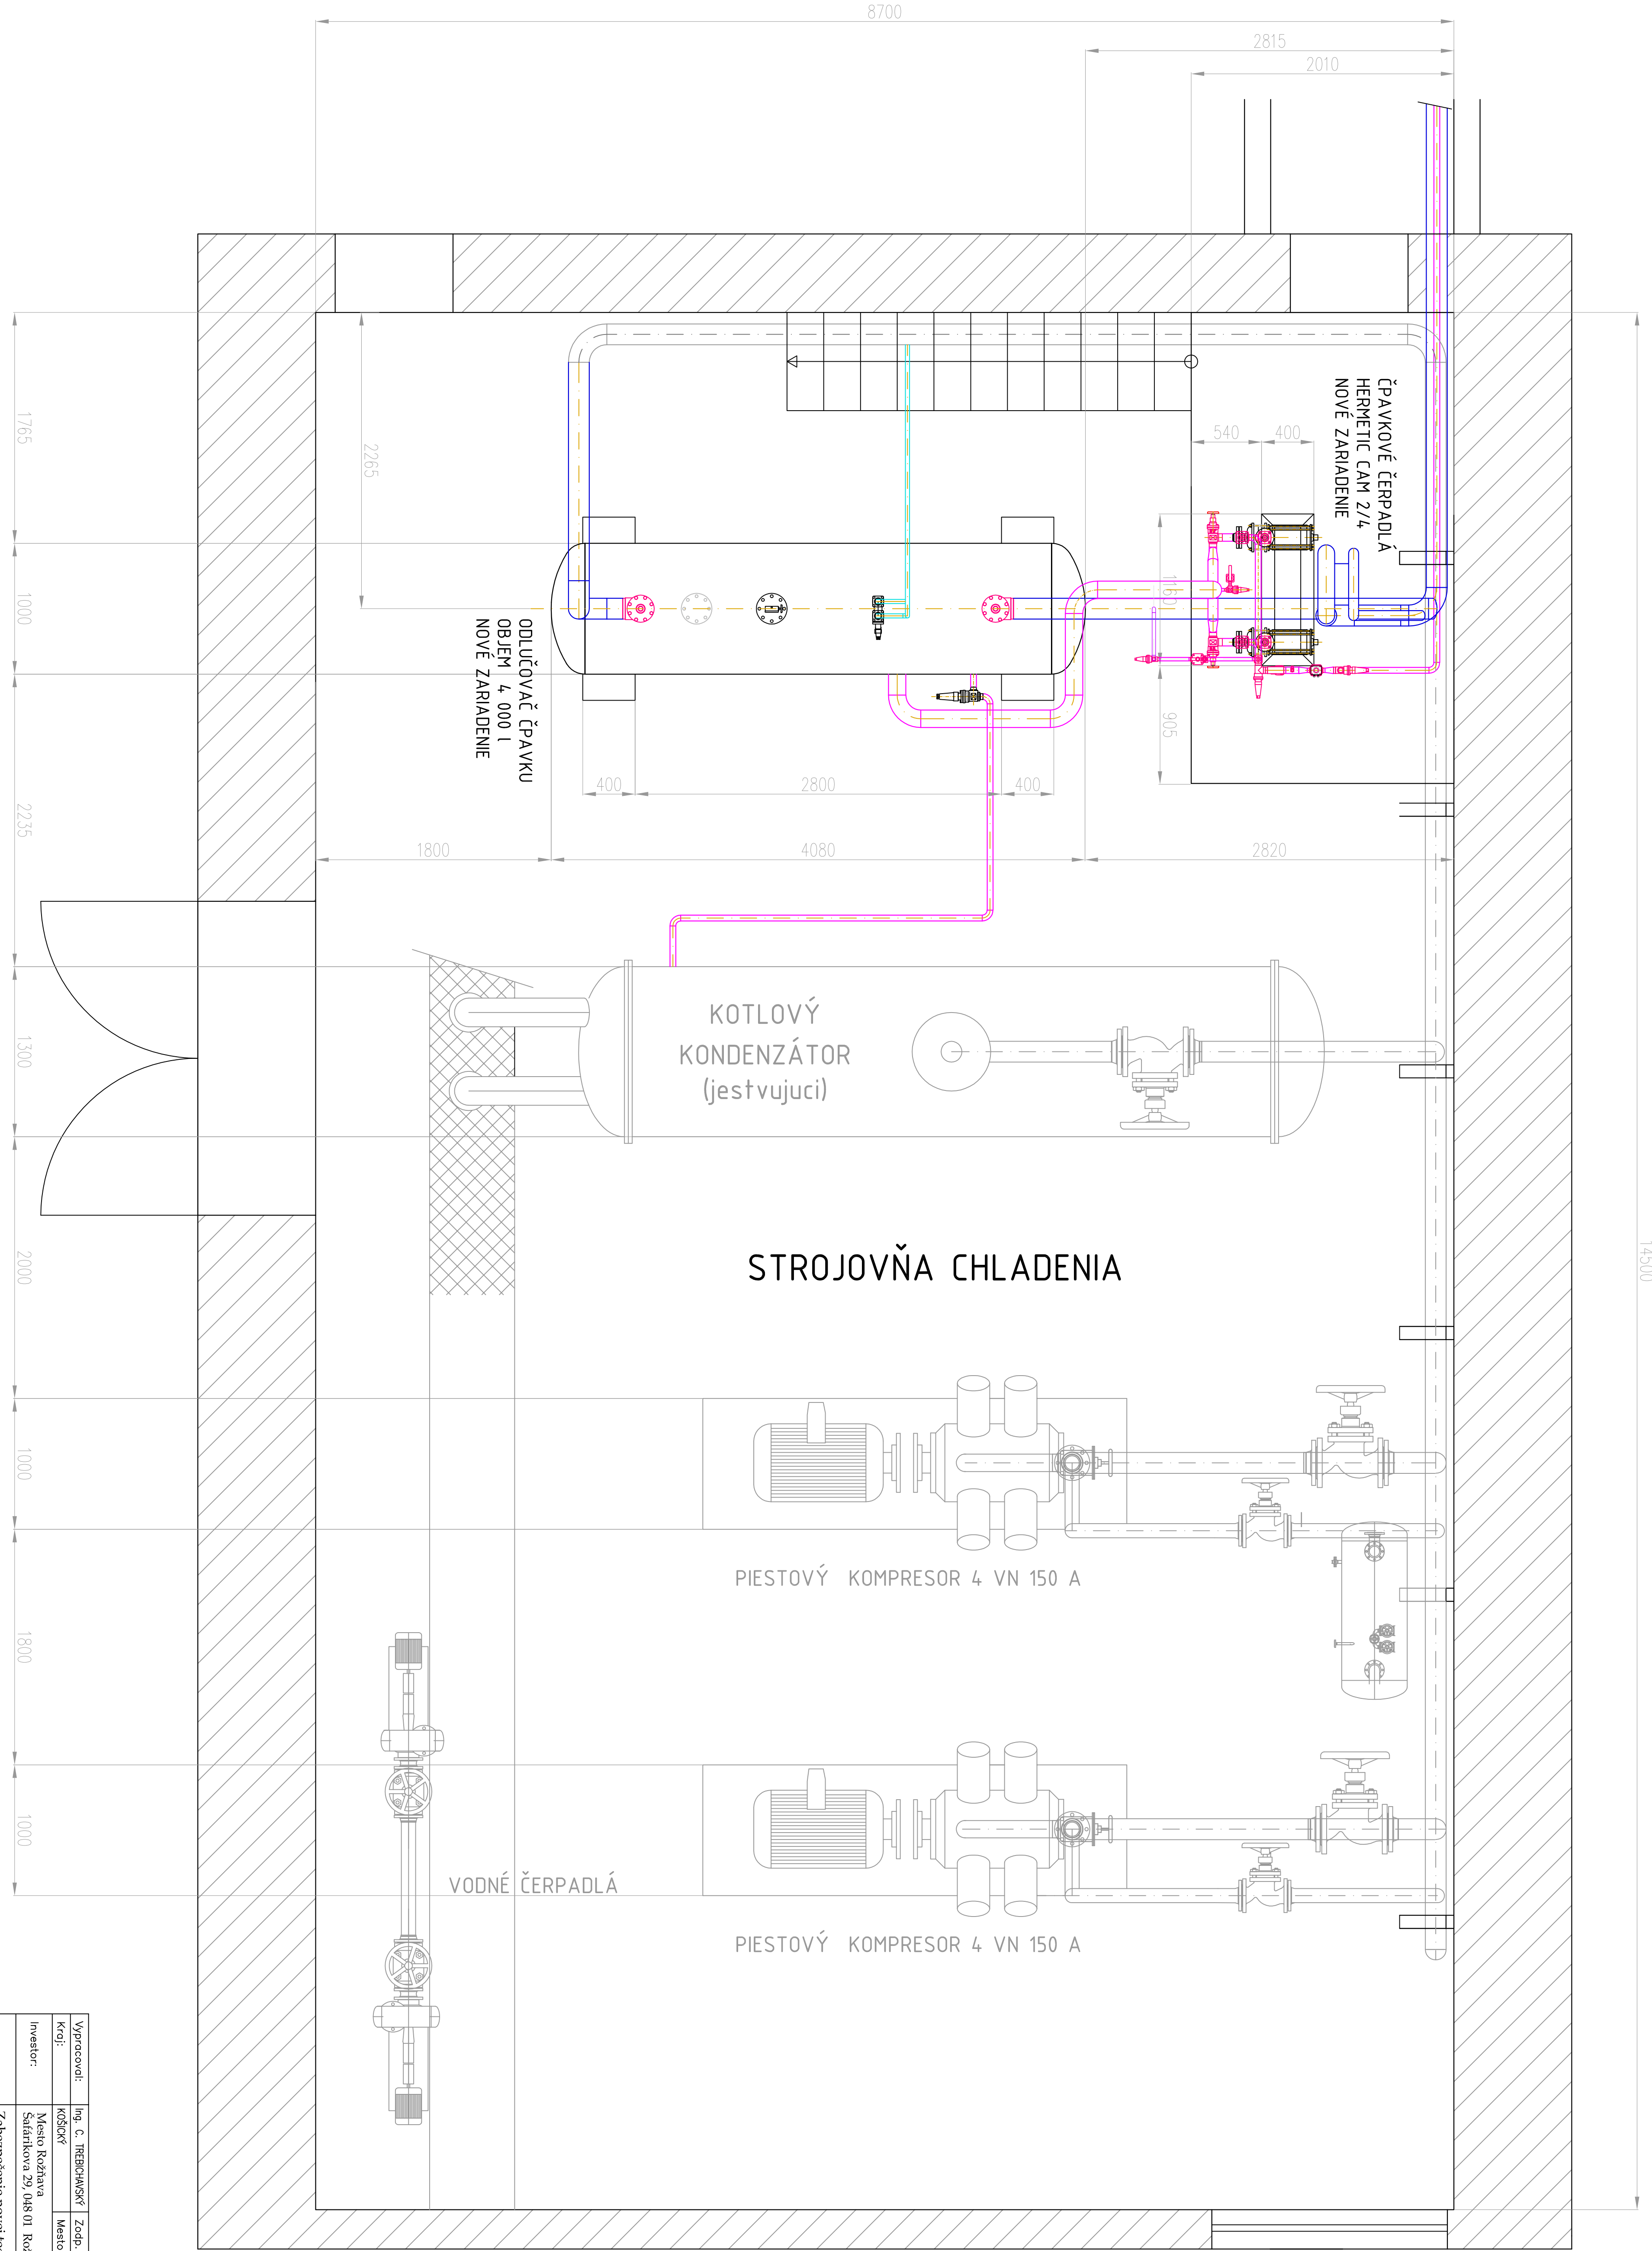 8700
2815
2010
ČPAVKOVÉ ČERPADLÁ
HERMETIC CAM 2/4
NOVÉ ZARIADENIE
540
400
1765
2265
1000
1160
905
ODLUČOVAČ ČPAVKU
OBJEM 4 000 l
NOVÉ ZARIADENIE
400
2800
400
2235
1800
4080
2820
KOTLOVÝ
KONDENZÁTOR
(jestvujuci)
1300
STROJOVŇA CHLADENIA
2000
14500
1000
PIESTOVÝ KOMPRESOR 4 VN 150 A
1800
1000
VODNÉ ČERPADLÁ
PIESTOVÝ KOMPRESOR 4 VN 150 A
Vypracoval:
Ing. C. TREBICHAVSKÝ
Zodp.
Kraj:
KOŠICKÝ
Mesto
Investor:
Mesto Rožňava
Šafárikova 29, 048 01